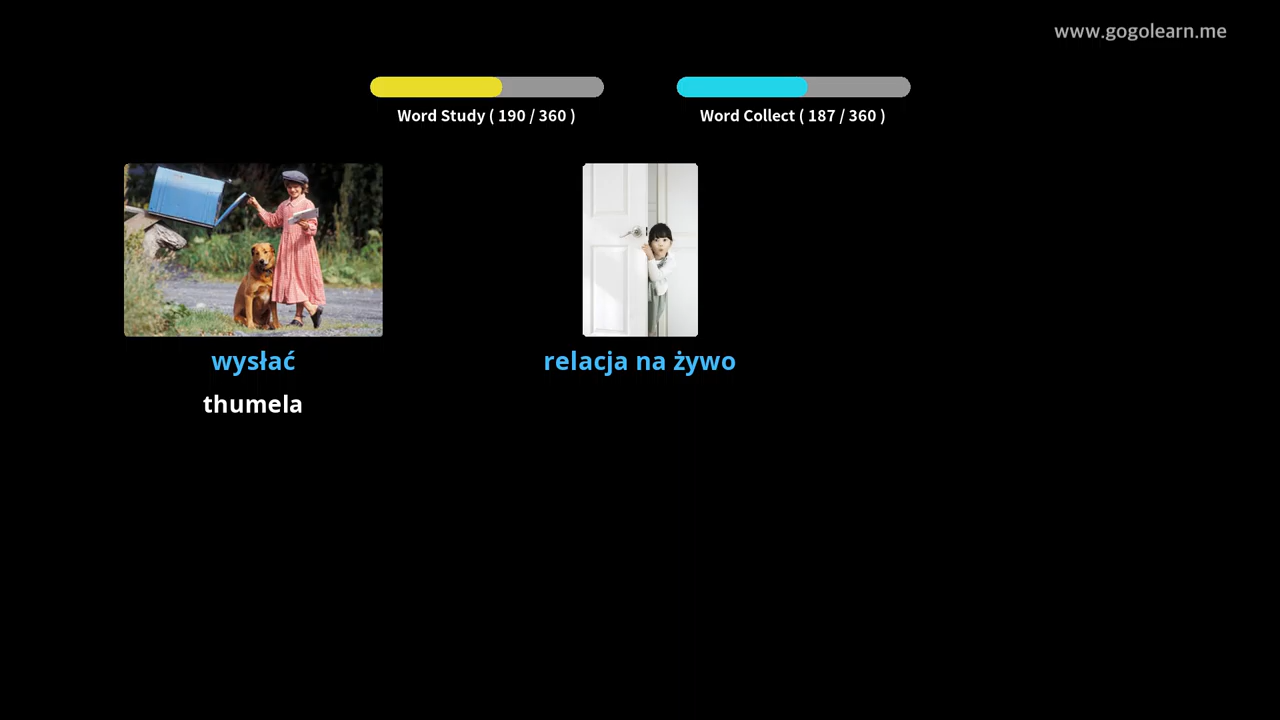 www.gogolearn.me
Word Study ( 190 / 360 )
Word Collect ( 187 / 360 )
wysłać
relacja na żywo
thumela